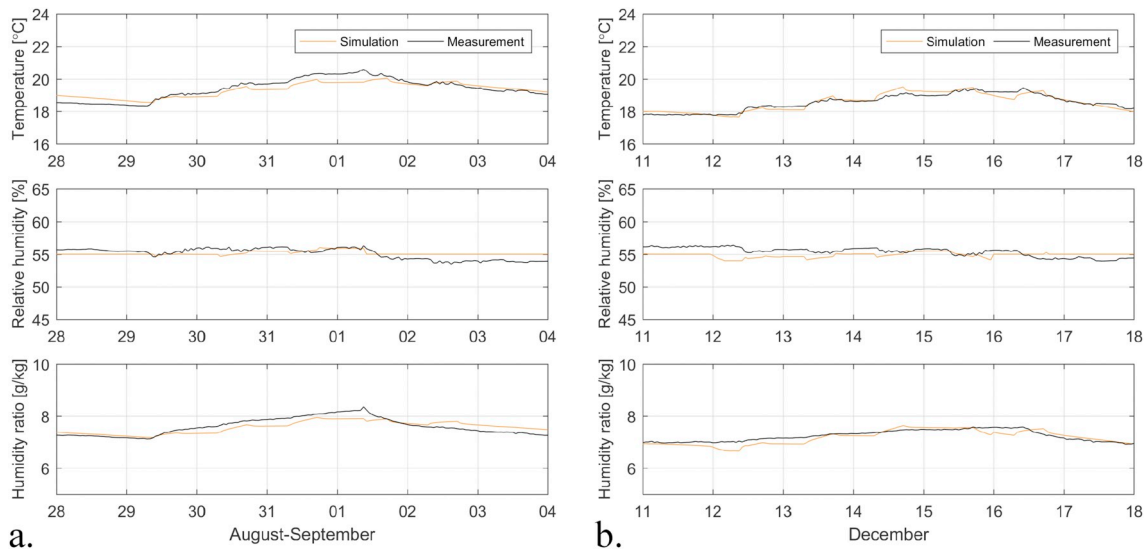 24
22
20
18
16
Temperature [°C]
Simulation Measurement
28 29 30 31 01 02 03 04
65
60
55
50
45
Relative humidity [%]
28 29 30 31 01 02 03 04
10
8
6
Humidity ratio [g/kg]
28 29 30 31 01 02 03 04
a.
August-September
24
22
20
18
16
Temperature [°C]
Simulation Measurement
11 12 13 14 15 16 17 18
65
60
55
50
45
Relative humidity [%]
11 12 13 14 15 16 17 18
10
8
6
Humidity ratio [g/kg]
11 12 13 14 15 16 17 18
b.
December